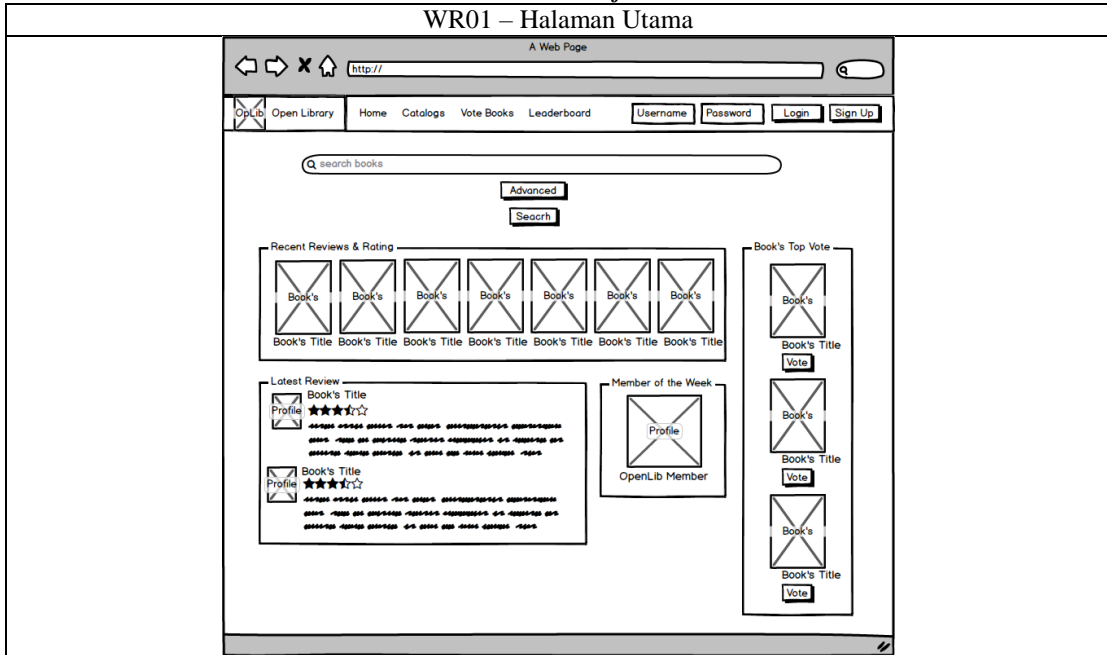 WR01 – Halaman Utama
A Web Page
http://
OpLib Open Library Home Catalogs Vote Books Leaderboard Username Password Login Sign Up
search books
Advanced
Seacrh
Recent Reviews & Rating
Book's Book's Book's Book's Book's Book's Book's
Book's Title Book's Title Book's Title Book's Title Book's Title Book's Title Book's Title
Latest Review
Book's Title
Profile
Book's Title
Profile
Member of the Week
Profile
OpenLib Member
Book's Top Vote
Book's
Book's Title
Vote
Book's
Book's Title
Vote
Book's
Book's Title
Vote